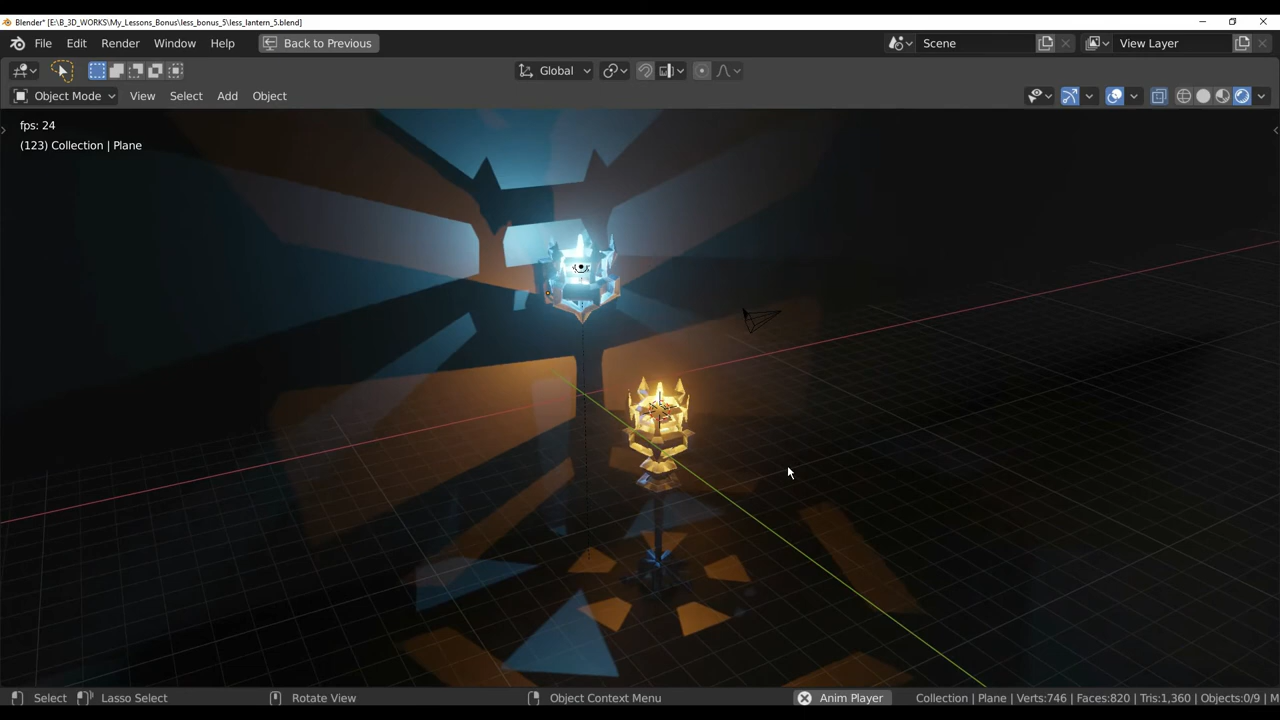 Blender* [E:\B_3D_WORKS\My_Lessons_Bonus\less_bonus_5\less_lantern_5.blend]
File Edit Render Window Help Back to Previous Scene View Layer
Global
Object Mode View Select Add Object
fps: 24
(123) Collection | Plane
Select Lasso Select Rotate View Object Context Menu Anim Player Collection | Plane | Verts:746 | Faces:820 | Tris:1,360 | Objects:0/9 | M